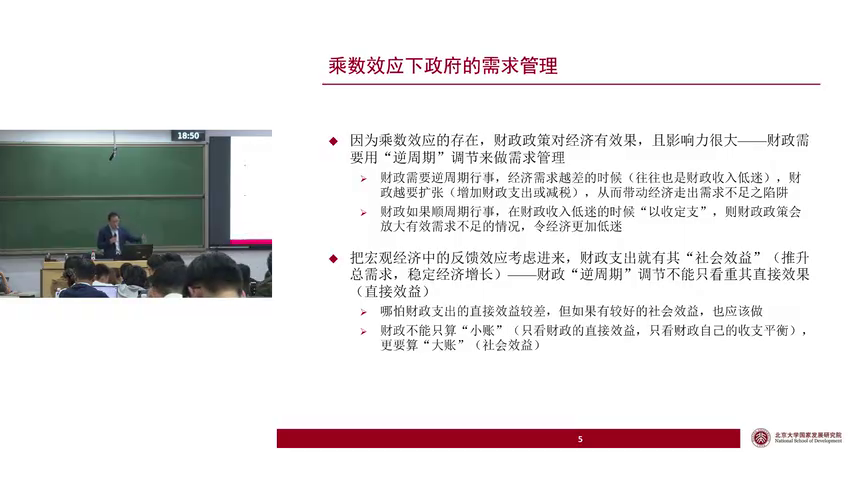 乘数效应下政府的需求管理
18:50
因为乘数效应的存在，财政政策对经济有效果，且影响力很大——财政需
要用“逆周期”调节来做需求管理
财政需要逆周期行事，经济需求越差的时候（往往也是财政收入低迷），财
政越要扩张（增加财政支出或减税），从而带动经济走出需求不足之陷阱
财政如果顺周期行事，在财政收入低迷的时候“以收定支”，则财政政策会
放大有效需求不足的情况，令经济更加低迷
把宏观经济中的反馈效应考虑进来，财政支出就有其“社会效益”（推升
总需求，稳定经济增长）——财政“逆周期”调节不能只看重其直接效果
（直接效益）
哪怕财政支出的直接效益较差，但如果有较好的社会效益，也应该做
财政不能只算“小账”（只看财政的直接效益，只看财政自己的收支平衡），
更要算“大账”（社会效益）
5
北京大学国家发展研究院
National School of Development